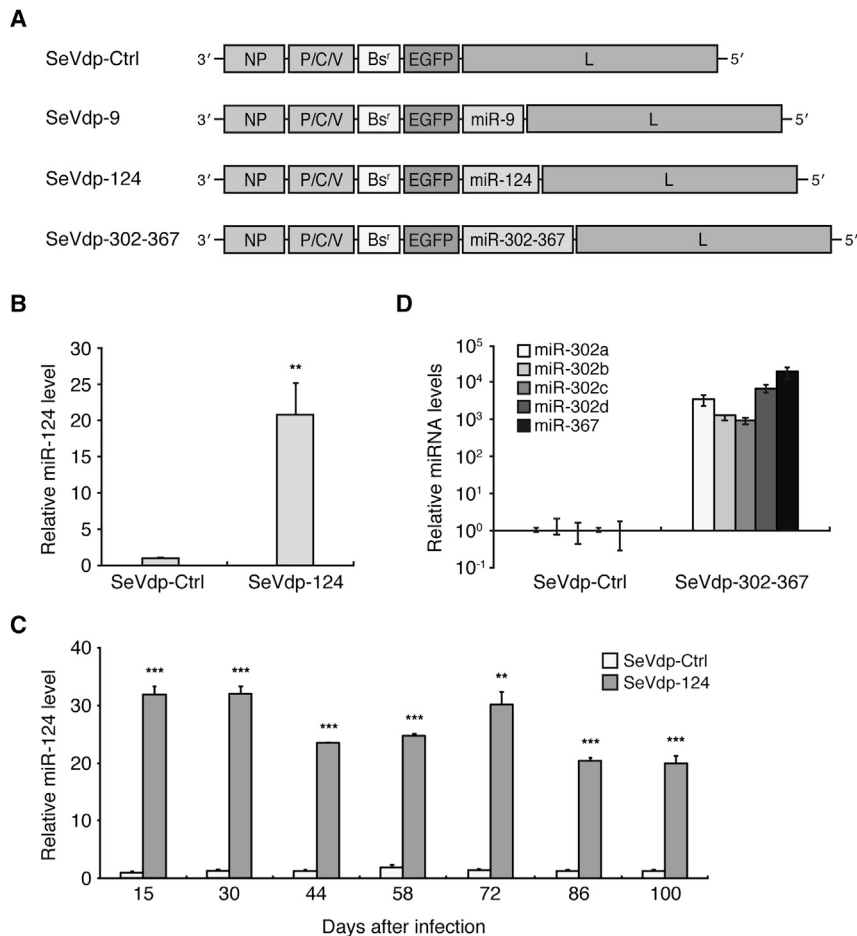 A
SeVdp-Ctrl 3′ NP P/C/V Bsʳ EGFP L 5′
SeVdp-9 3′ NP P/C/V Bsʳ EGFP miR-9 L 5′
SeVdp-124 3′ NP P/C/V Bsʳ EGFP miR-124 L 5′
SeVdp-302-367 3′ NP P/C/V Bsʳ EGFP miR-302-367 L 5′
B
Relative miR-124 level
30
25
20
15
10
5
0
**
SeVdp-Ctrl SeVdp-124
D
Relative miRNA levels
10⁵
10⁴
10³
10²
10¹
10⁰
10⁻¹
miR-302a
miR-302b
miR-302c
miR-302d
miR-367
SeVdp-Ctrl SeVdp-302-367
C
Relative miR-124 level
40
30
20
10
0
*** *** *** *** ** *** ***
SeVdp-Ctrl
SeVdp-124
15 30 44 58 72 86 100
Days after infection